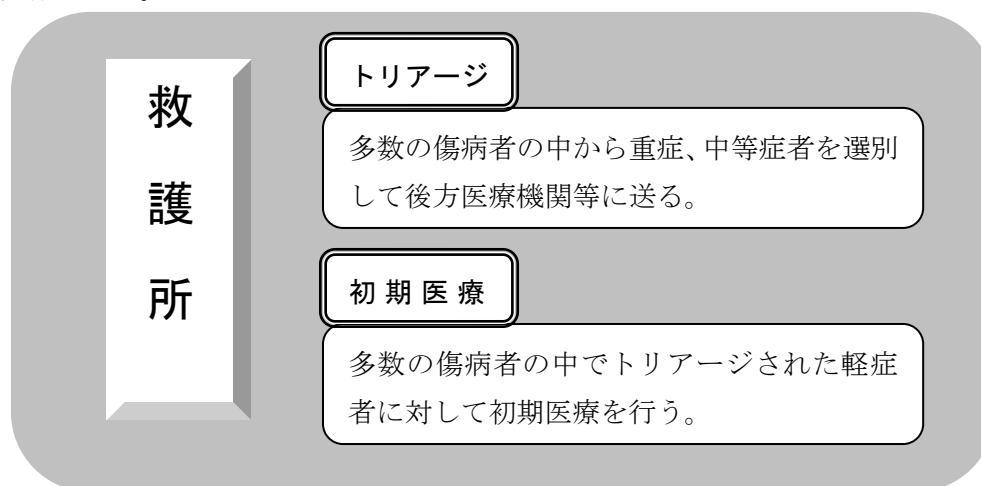 救護所
トリアージ
多数の傷病者の中から重症、中等症者を選別
して後方医療機関等に送る。
初期医療
多数の傷病者の中でトリアージされた軽症
者に対して初期医療を行う。